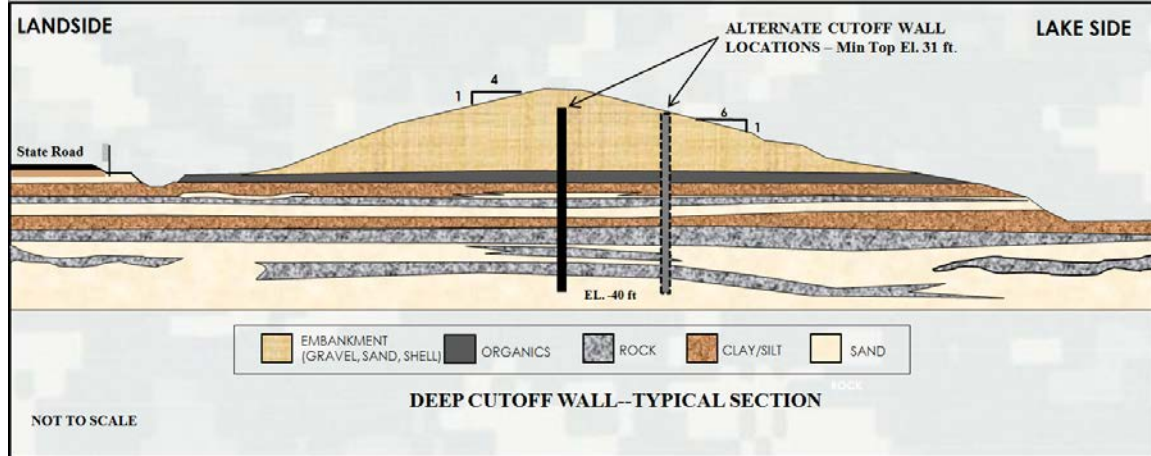 LANDSIDE
ALTERNATE CUTOFF WALL
LOCATIONS – Min Top El. 31 ft.
LAKE SIDE
4
1
6
1
State Road
EL. -40 ft
EMBANKMENT
(GRAVEL, SAND, SHELL)
ORGANICS
ROCK
CLAY/SILT
SAND
ROCK
DEEP CUTOFF WALL--TYPICAL SECTION
NOT TO SCALE